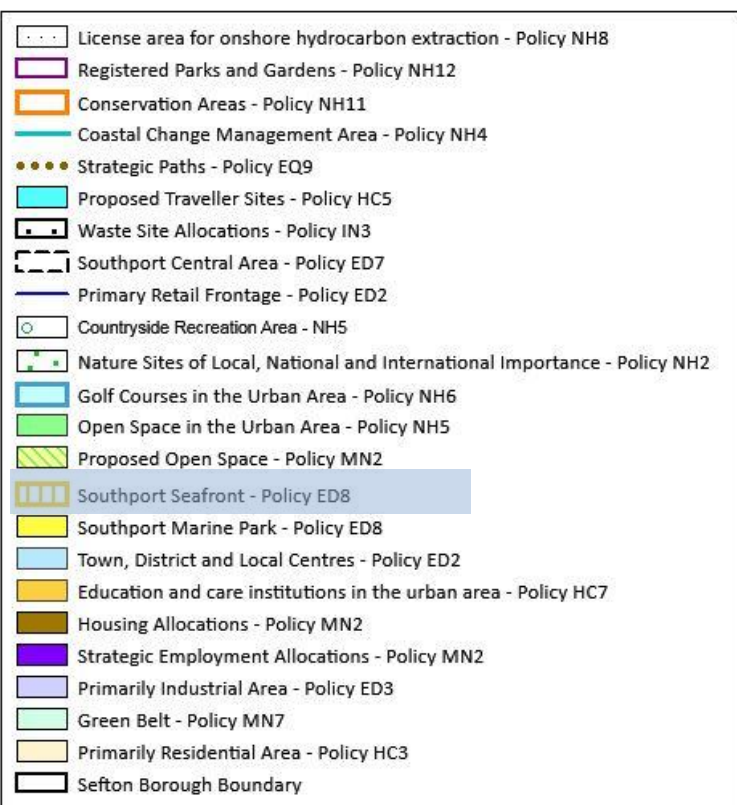 License area for onshore hydrocarbon extraction - Policy NH8
Registered Parks and Gardens - Policy NH12
Conservation Areas - Policy NH11
Coastal Change Management Area - Policy NH4
Strategic Paths - Policy EQ9
Proposed Traveller Sites - Policy HC5
Waste Site Allocations - Policy IN3
Southport Central Area - Policy ED7
Primary Retail Frontage - Policy ED2
Countryside Recreation Area - NH5
Nature Sites of Local, National and International Importance - Policy NH2
Golf Courses in the Urban Area - Policy NH6
Open Space in the Urban Area - Policy NH5
Proposed Open Space - Policy MN2
Southport Seafront - Policy ED8
Southport Marine Park - Policy ED8
Town, District and Local Centres - Policy ED2
Education and care institutions in the urban area - Policy HC7
Housing Allocations - Policy MN2
Strategic Employment Allocations - Policy MN2
Primarily Industrial Area - Policy ED3
Green Belt - Policy MN7
Primarily Residential Area - Policy HC3
Sefton Borough Boundary